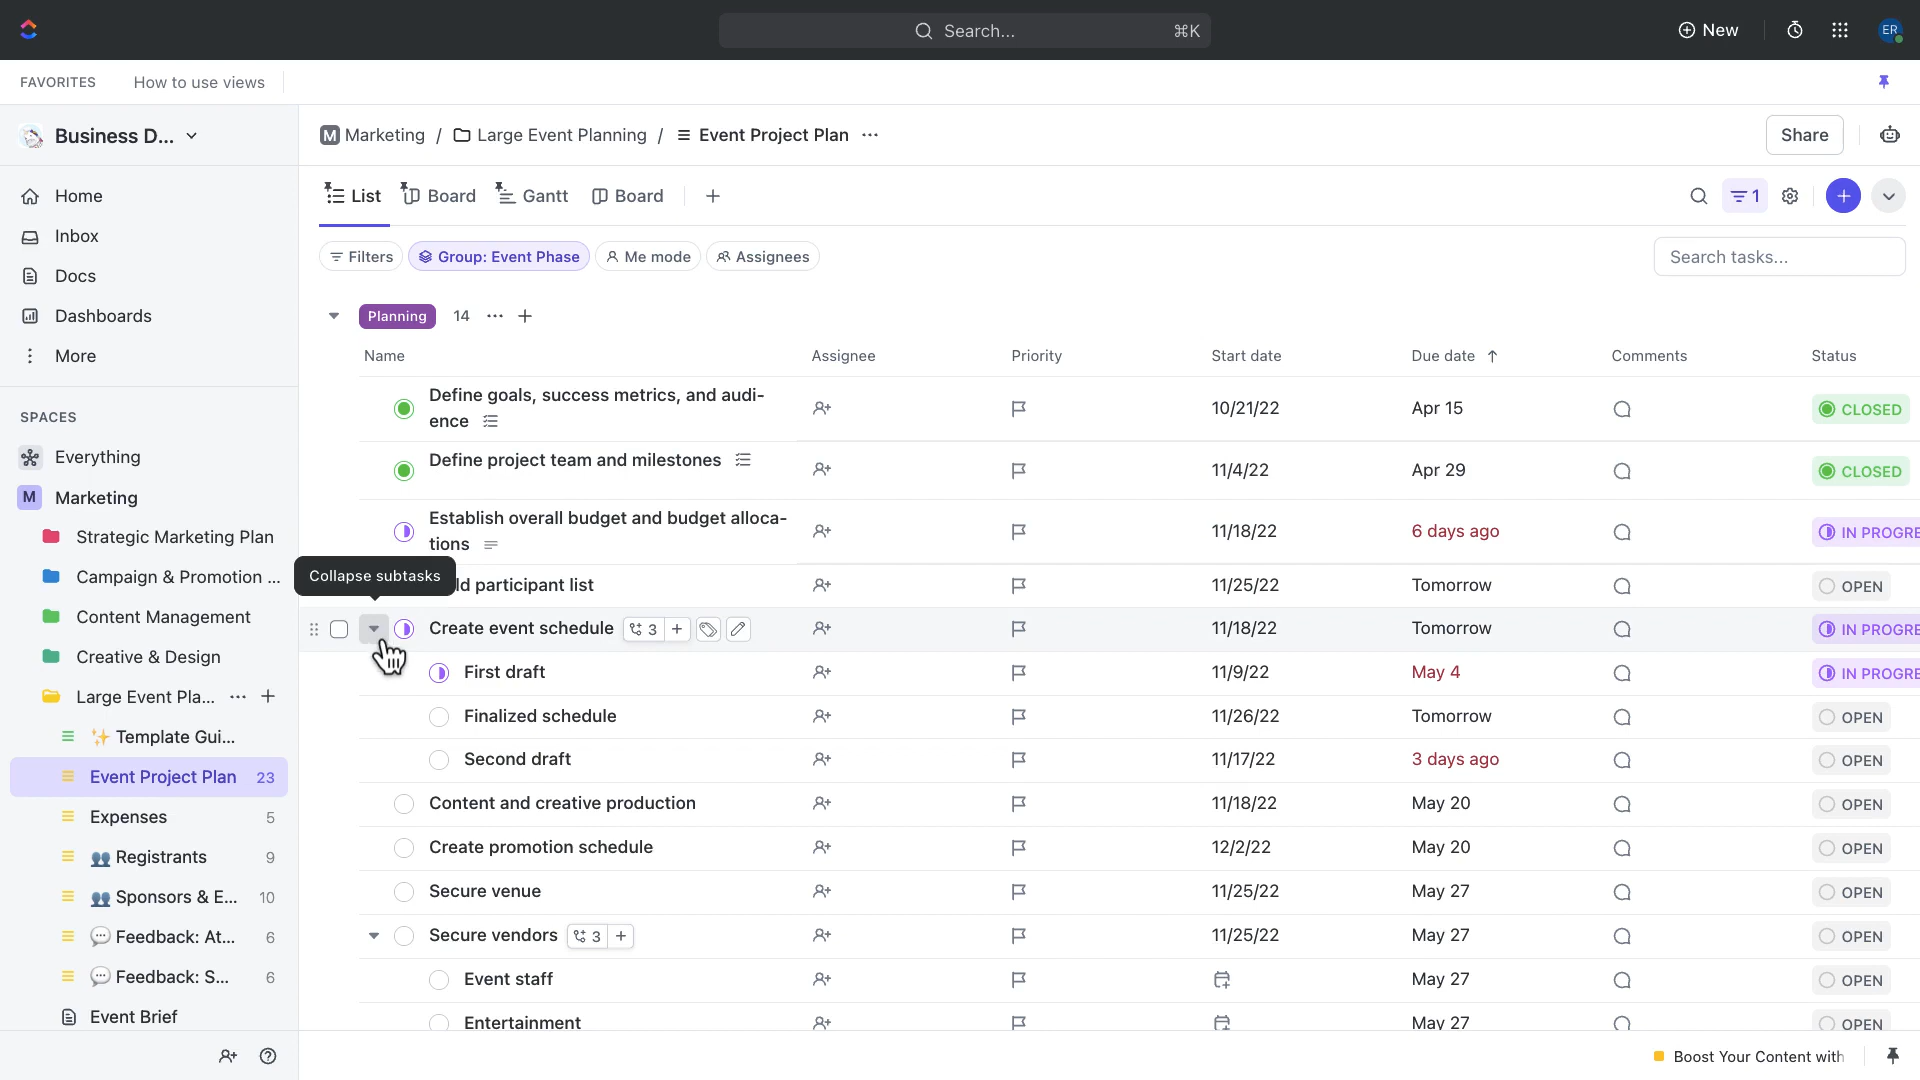 Search...
⌘K
New
ER
FAVORITES
How to use views
Business D...
M Marketing / Large Event Planning / Event Project Plan ...
Share
Home
Inbox
Docs
Dashboards
More
List
Board
Gantt
Board
1
Filters
Group: Event Phase
Me mode
Assignees
Search tasks...
SPACES
Everything
M Marketing
Strategic Marketing Plan
Campaign & Promotion ...
Content Management
Creative & Design
Large Event Pla...
Template Gui...
Event Project Plan 23
Expenses 5
Registrants 9
Sponsors & E... 10
Feedback: At... 6
Feedback: S... 6
Event Brief
Planning 14
Name Assignee Priority Start date Due date Comments Status
Define goals, success metrics, and audi-
ence
10/21/22 Apr 15 CLOSED
Define project team and milestones 11/4/22 Apr 29 CLOSED
Establish overall budget and budget alloca-
tions
11/18/22 6 days ago IN PROGRE
Collapse subtasks
participant list 11/25/22 Tomorrow OPEN
Create event schedule 3 11/18/22 Tomorrow IN PROGRE
First draft 11/9/22 May 4 IN PROGRE
Finalized schedule 11/26/22 Tomorrow OPEN
Second draft 11/17/22 3 days ago OPEN
Content and creative production 11/18/22 May 20 OPEN
Create promotion schedule 12/2/22 May 20 OPEN
Secure venue 11/25/22 May 27 OPEN
Secure vendors 3 11/25/22 May 27 OPEN
Event staff May 27 OPEN
Entertainment May 27 OPEN
Boost Your Content with